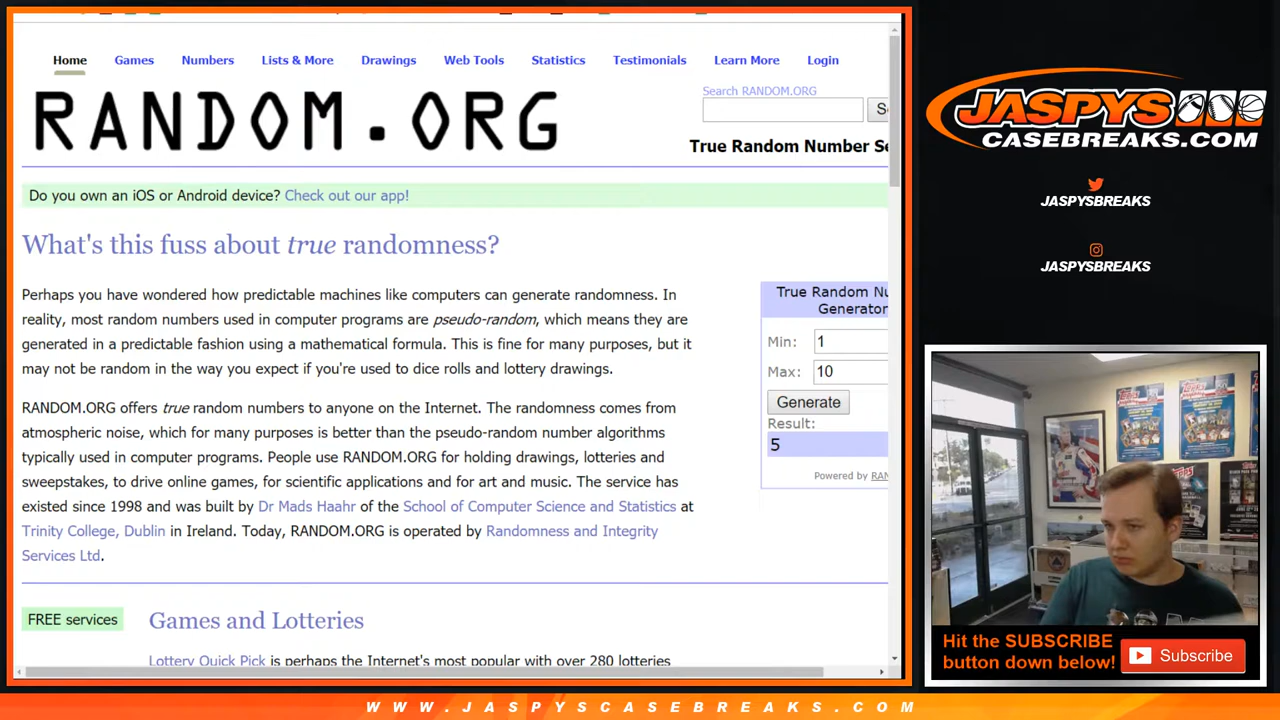 Home Games Numbers Lists & More Drawings Web Tools Statistics Testimonials Learn More Login
Search RANDOM.ORG
RANDOM.ORG
True Random Number Se
Do you own an iOS or Android device? Check out our app!
What's this fuss about true randomness?
Perhaps you have wondered how predictable machines like computers can generate randomness. In
reality, most random numbers used in computer programs are pseudo-random, which means they are
generated in a predictable fashion using a mathematical formula. This is fine for many purposes, but it
may not be random in the way you expect if you're used to dice rolls and lottery drawings.
RANDOM.ORG offers true random numbers to anyone on the Internet. The randomness comes from
atmospheric noise, which for many purposes is better than the pseudo-random number algorithms
typically used in computer programs. People use RANDOM.ORG for holding drawings, lotteries and
sweepstakes, to drive online games, for scientific applications and for art and music. The service has
existed since 1998 and was built by Dr Mads Haahr of the School of Computer Science and Statistics at
Trinity College, Dublin in Ireland. Today, RANDOM.ORG is operated by Randomness and Integrity
Services Ltd.
True Random Nu
Generator
Min: 1
Max: 10
Generate
Result:
5
Powered by RAN
FREE services
Games and Lotteries
Lottery Quick Pick is perhaps the Internet's most popular with over 280 lotteries
JASPYS
CASEBREAKS.COM
JASPYSBREAKS
JASPYSBREAKS
Hit the SUBSCRIBE
button down below!
Subscribe
WWW.JASPYSCASEBREAKS.COM